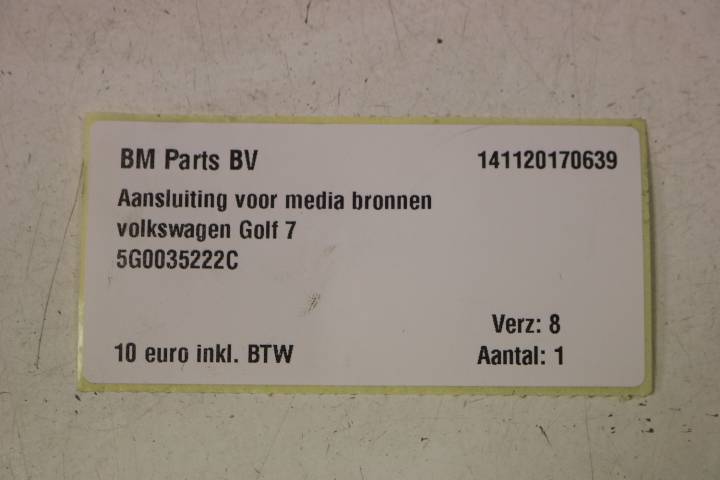 BM Parts BV 141120170639
Aansluiting voor media bronnen
volkswagen Golf 7
5G0035222C
Verz: 8
10 euro inkl. BTW Aantal: 1